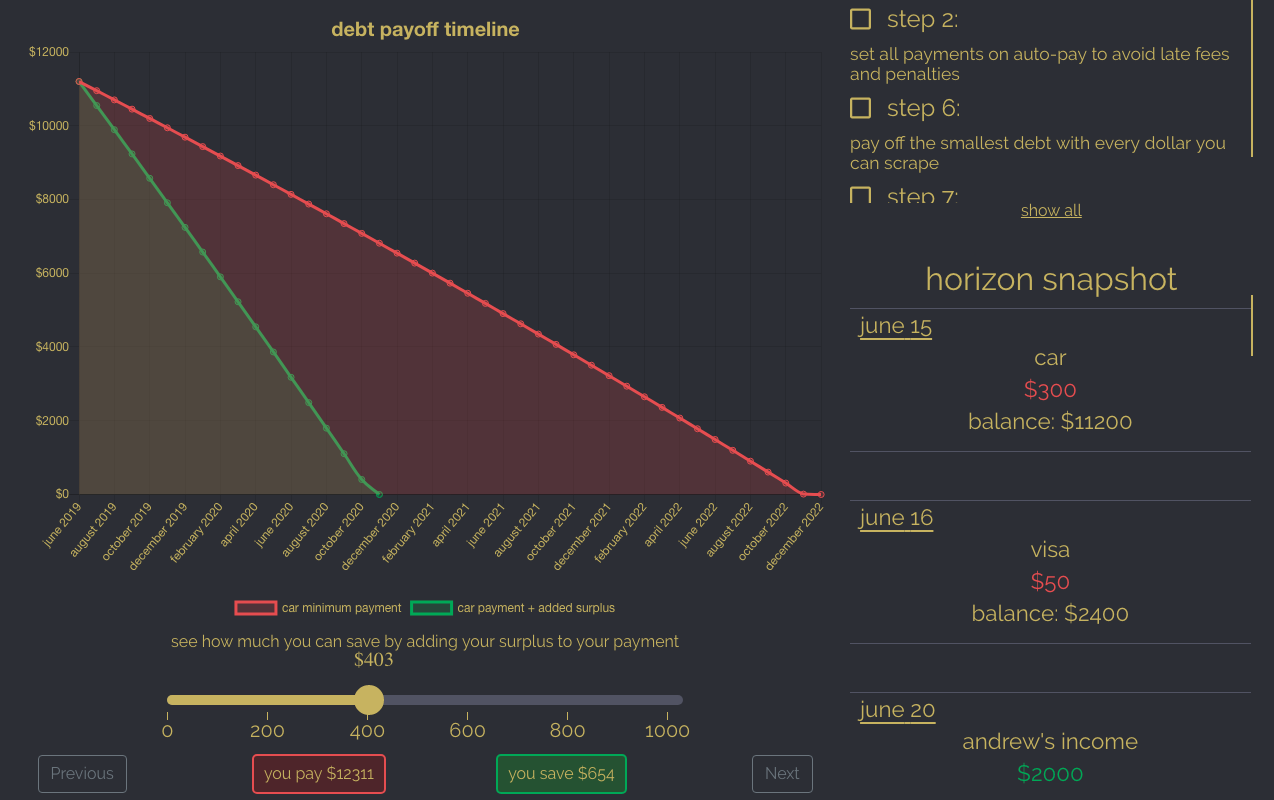 debt payoff timeline
$12000
$10000
$8000
$6000
$4000
$2000
$0
june 2019
august 2019
october 2019
december 2019
february 2020
april 2020
june 2020
august 2020
october 2020
december 2020
february 2021
april 2021
june 2021
august 2021
october 2021
december 2021
february 2022
april 2022
june 2022
august 2022
october 2022
december 2022
car minimum payment
car payment + added surplus
see how much you can save by adding your surplus to your payment
$403
0 200 400 600 800 1000
Previous
you pay $12311
you save $654
Next
step 2:
set all payments on auto-pay to avoid late fees
and penalties
step 6:
pay off the smallest debt with every dollar you
can scrape
step 7:
show all
horizon snapshot
june 15
car
$300
balance: $11200
june 16
visa
$50
balance: $2400
june 20
andrew's income
$2000